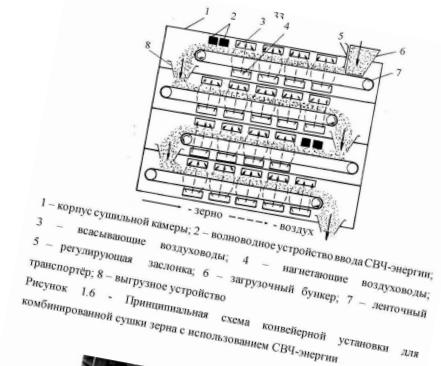 33
1 2 3 4 5 6
8 7
- зерно - воздух
1 – корпус сушильной камеры; 2 – волноводное устройство ввода СВЧ-энергии;
3 – всасывающие воздуховоды; 4 – нагнетающие воздуховоды;
5 – регулирующая заслонка; 6 – загрузочный бункер; 7 – ленточный
транспортёр; 8 – выгрузное устройство
Рисунок 1.6 - Принципиальная схема конвейерной установки для
комбинированной сушки зерна с использованием СВЧ-энергии